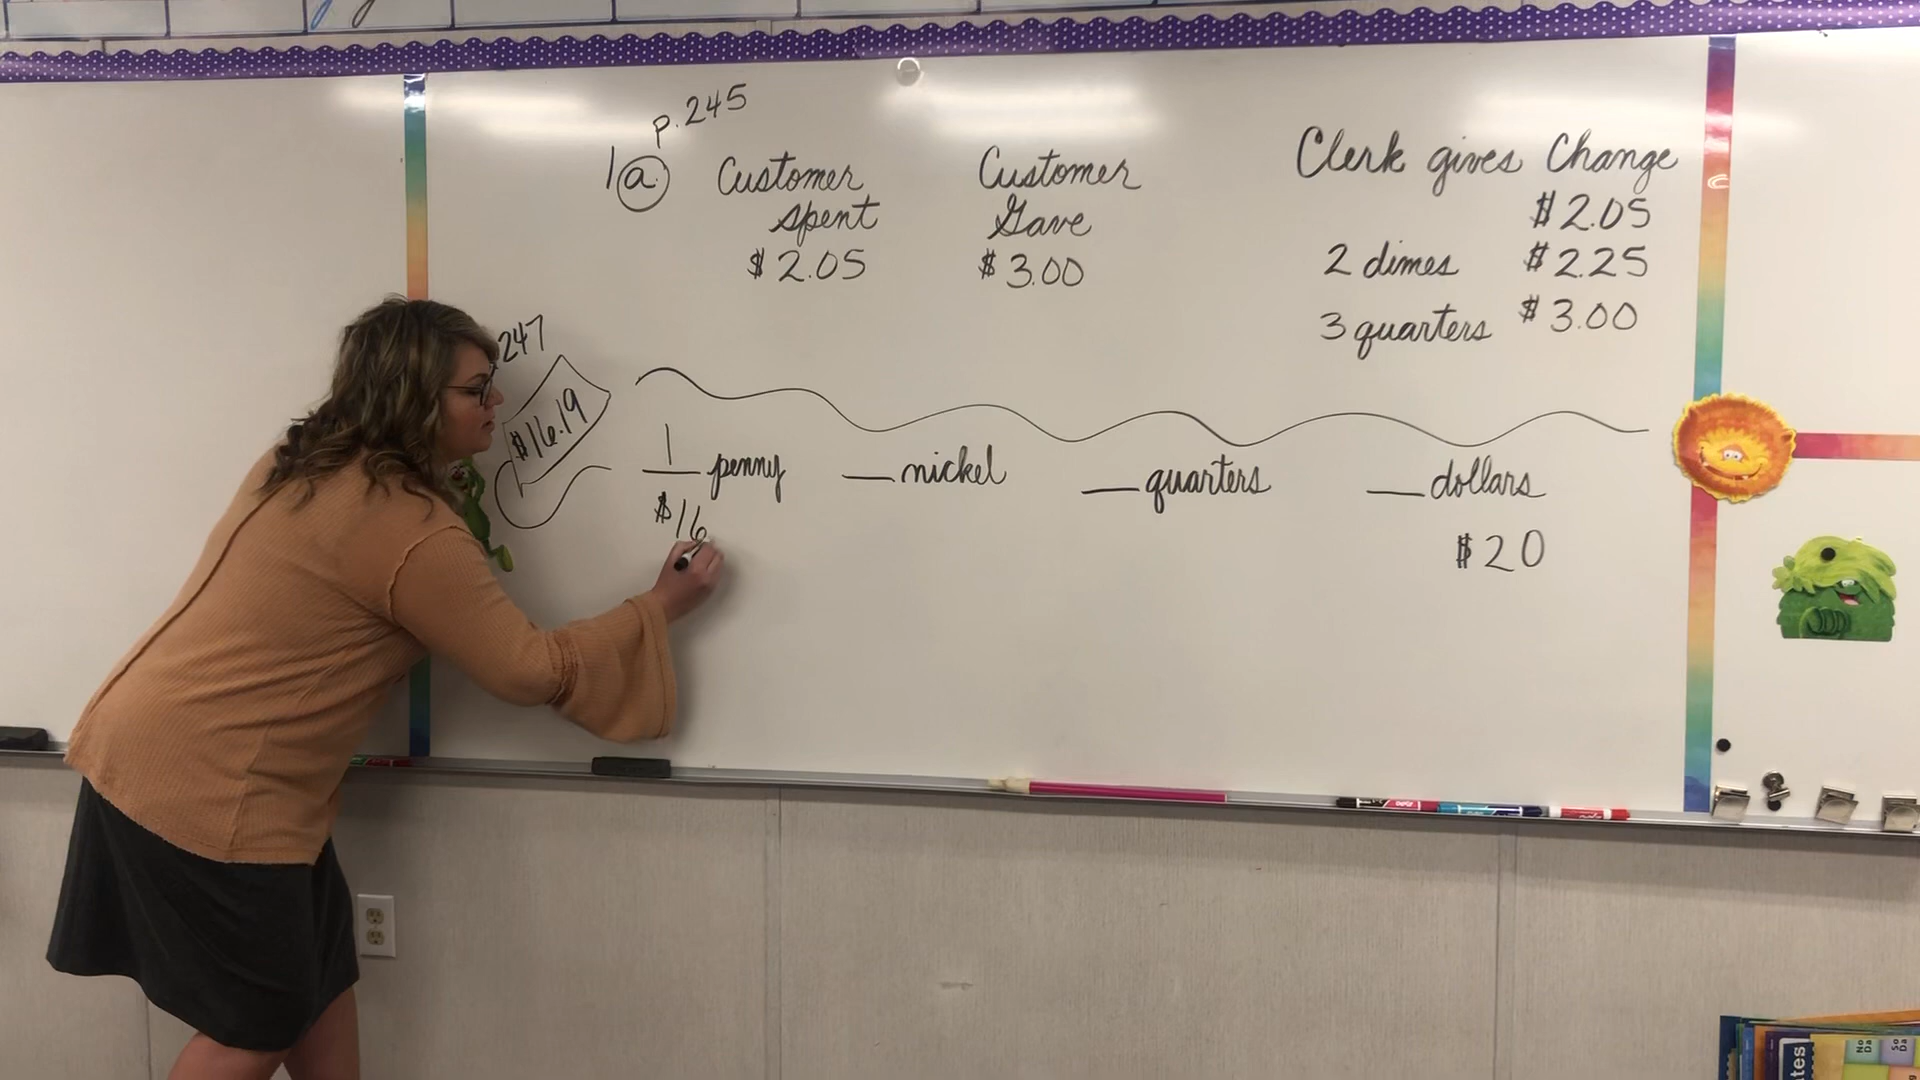 p.245
1 a. Customer spent $2.05
Customer Gave $3.00
Clerk gives Change
$2.05
2 dimes $2.25
3 quarters $3.00
247
$16.19
1 penny __ nickel __ quarters __ dollars
$16 $20